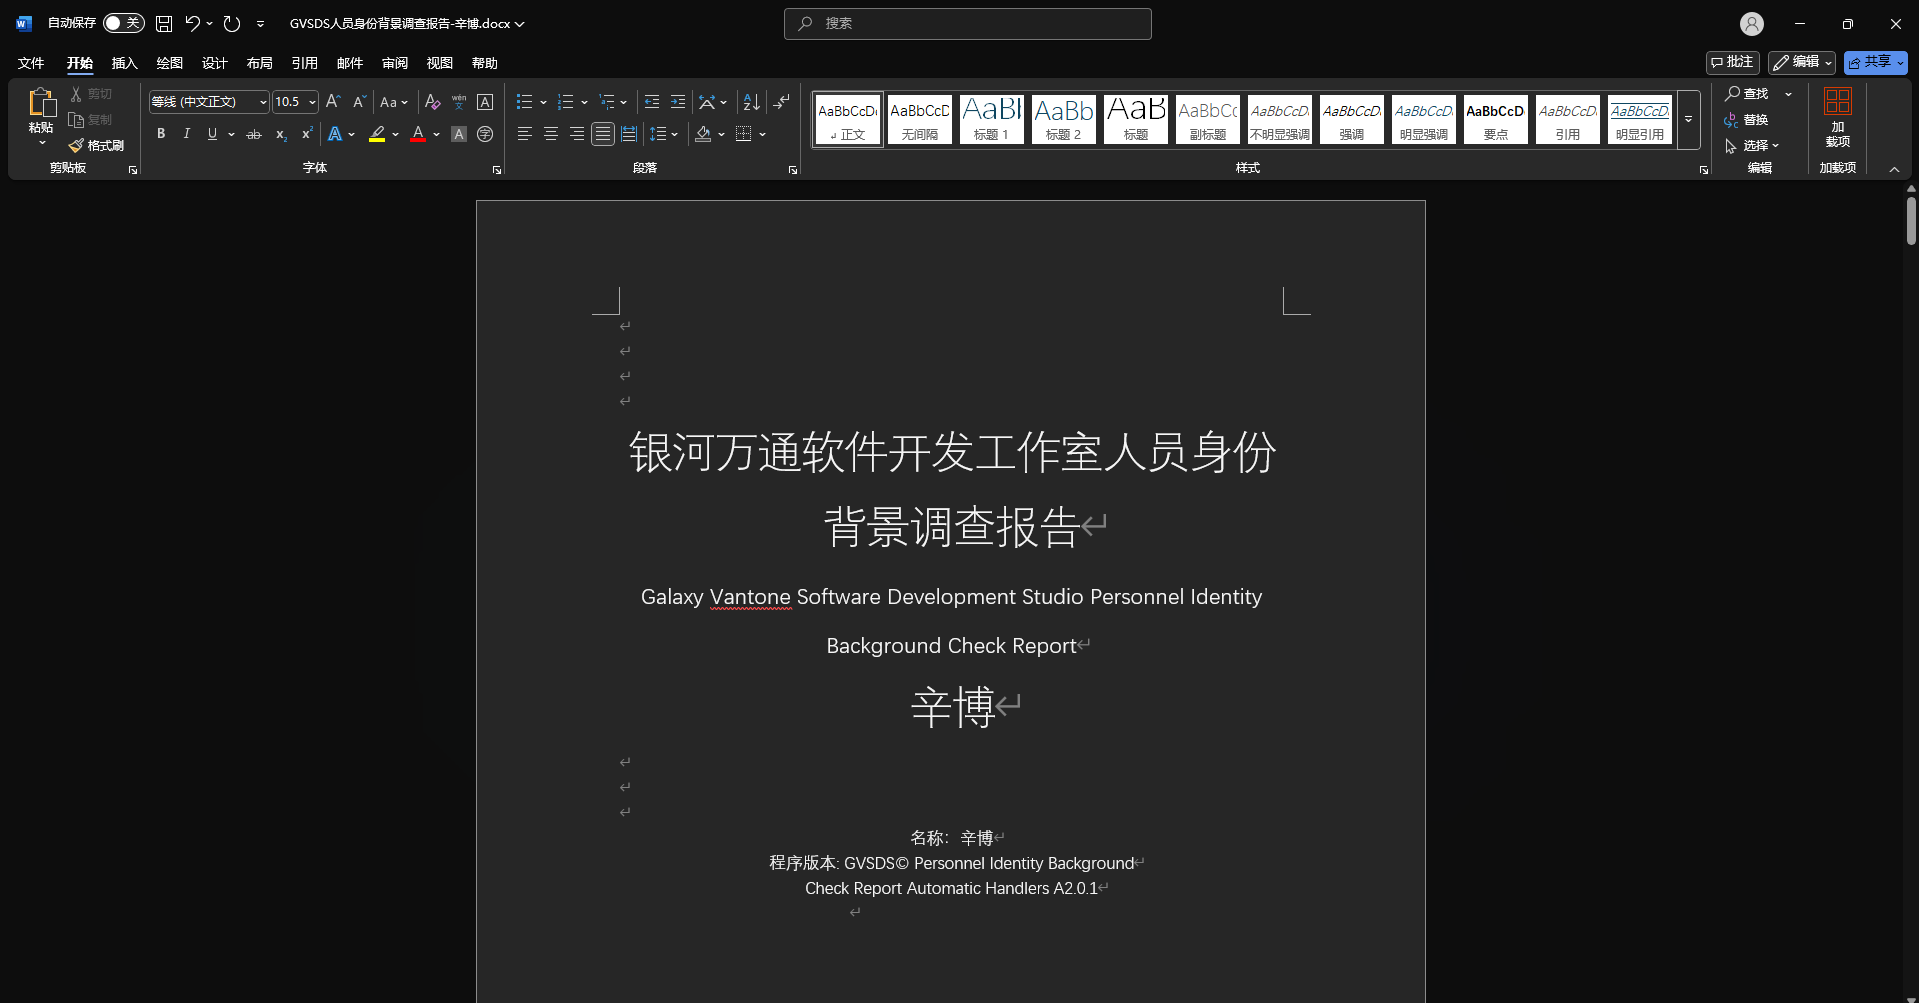 自动保存 关 GVSDS人员身份背景调查报告-辛博.docx 搜索
文件 开始 插入 绘图 设计 布局 引用 邮件 审阅 视图 帮助 批注 编辑 共享
粘贴 剪切 复制 格式刷 剪贴板
等线 (中文正文) 10.5 Aa wén 文 A
B I U ab x₂ x² A A A 字
字体
段落
AaBbCcDc AaBbCcD AaBl AaBb AaB AaBbCc AaBbCcD. AaBbCcD. AaBbCcD. AaBbCcD AaBbCcD. AaBbCcD.
正文 无间隔 标题 1 标题 2 标题 副标题 不明显强调 强调 明显强调 要点 引用 明显引用
样式
查找
替换
选择
编辑
加
载项
加载项
银河万通软件开发工作室人员身份
背景调查报告
Galaxy Vantone Software Development Studio Personnel Identity
Background Check Report
辛博
名称：辛博
程序版本: GVSDS© Personnel Identity Background
Check Report Automatic Handlers A2.0.1